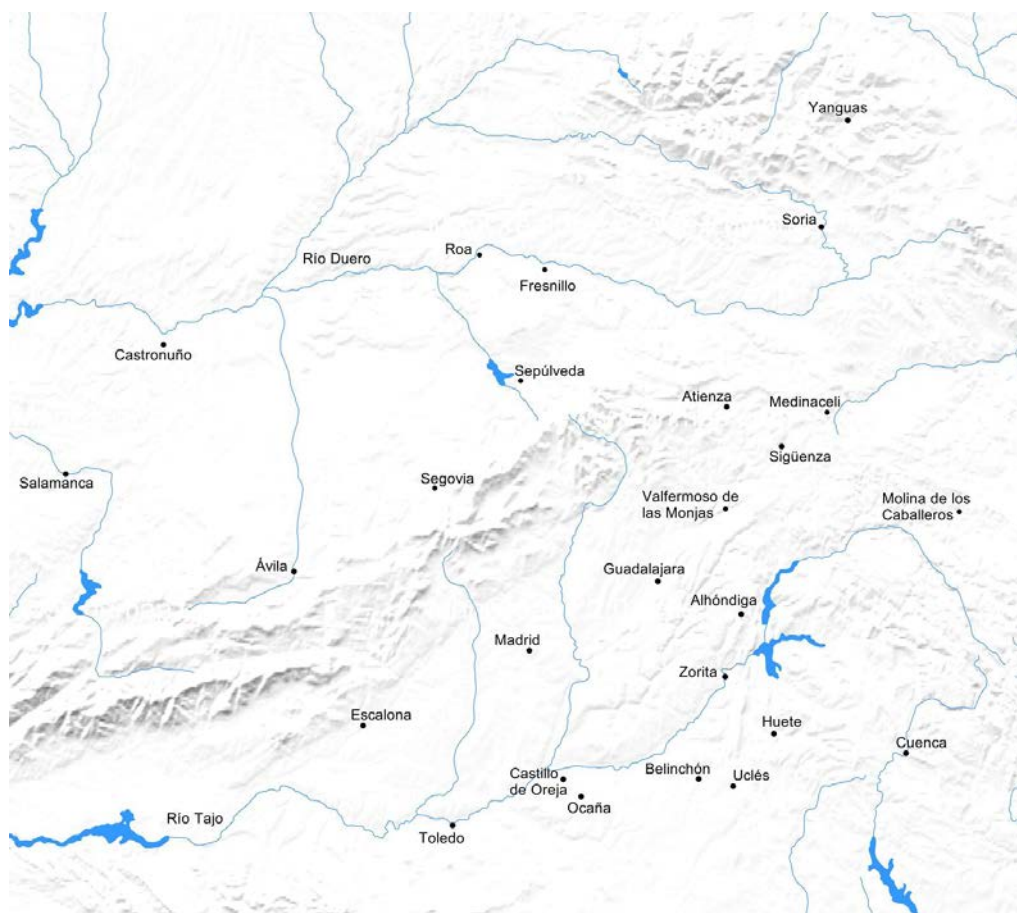 Yanguas
Soria
Roa
Río Duero
Fresnillo
Castronuño
Sepúlveda
Atienza
Medinaceli
Sigüenza
Salamanca
Segovia
Valfermoso de
las Monjas
Molina de los
Caballeros
Ávila
Guadalajara
Alhóndiga
Madrid
Zorita
Escalona
Huete
Cuenca
Castillo
de Oreja
Belinchón
Uclés
Ocaña
Río Tajo
Toledo